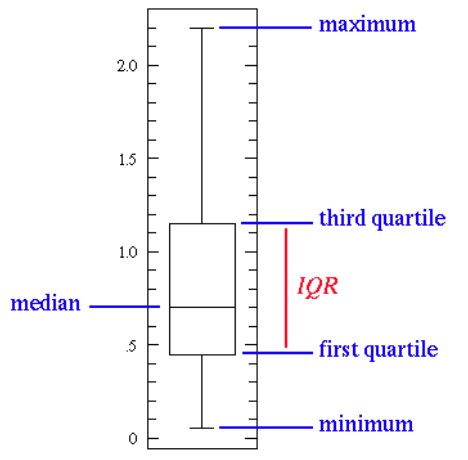 maximum
2.0
1.5
third quartile
1.0
IQR
median
.5
first quartile
minimum
0